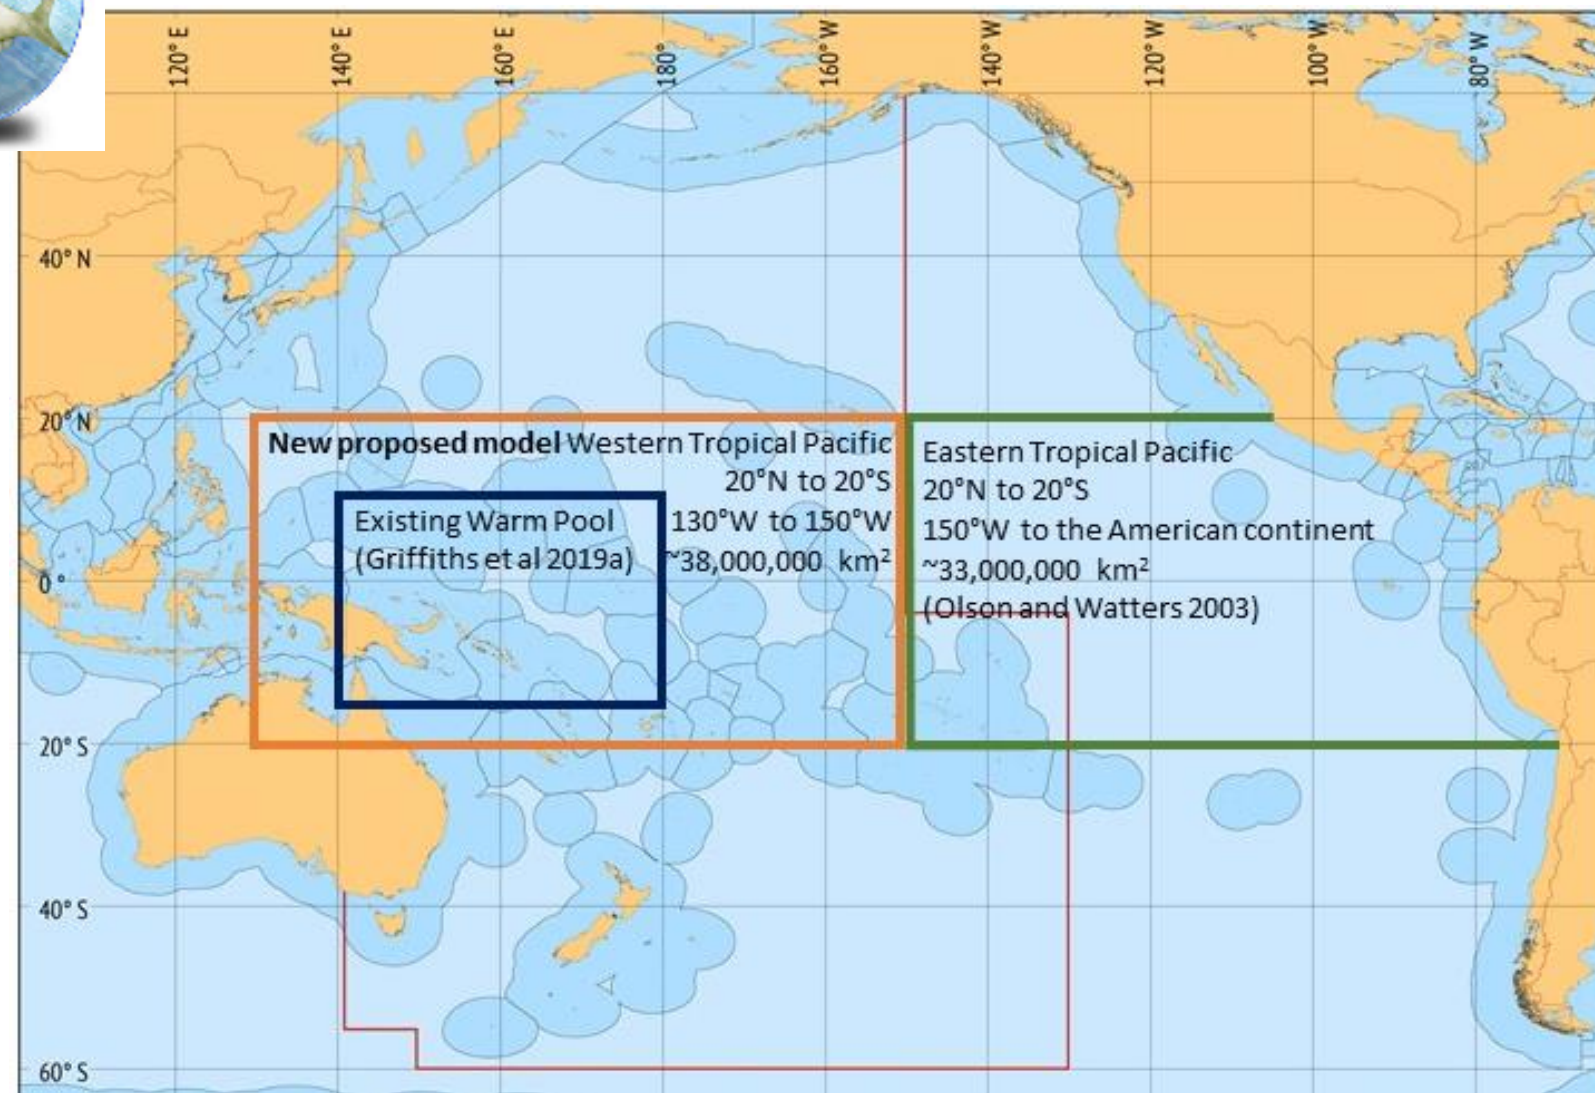 120° E
140° E
160° E
180°
160° W
140° W
120° W
100° W
80° W
40° N
20° N
0°
20° S
40° S
60° S
New proposed model Western Tropical Pacific
20°N to 20°S
130°W to 150°W
~38,000,000 km²
Existing Warm Pool
(Griffiths et al 2019a)
Eastern Tropical Pacific
20°N to 20°S
150°W to the American continent
~33,000,000 km²
(Olson and Watters 2003)